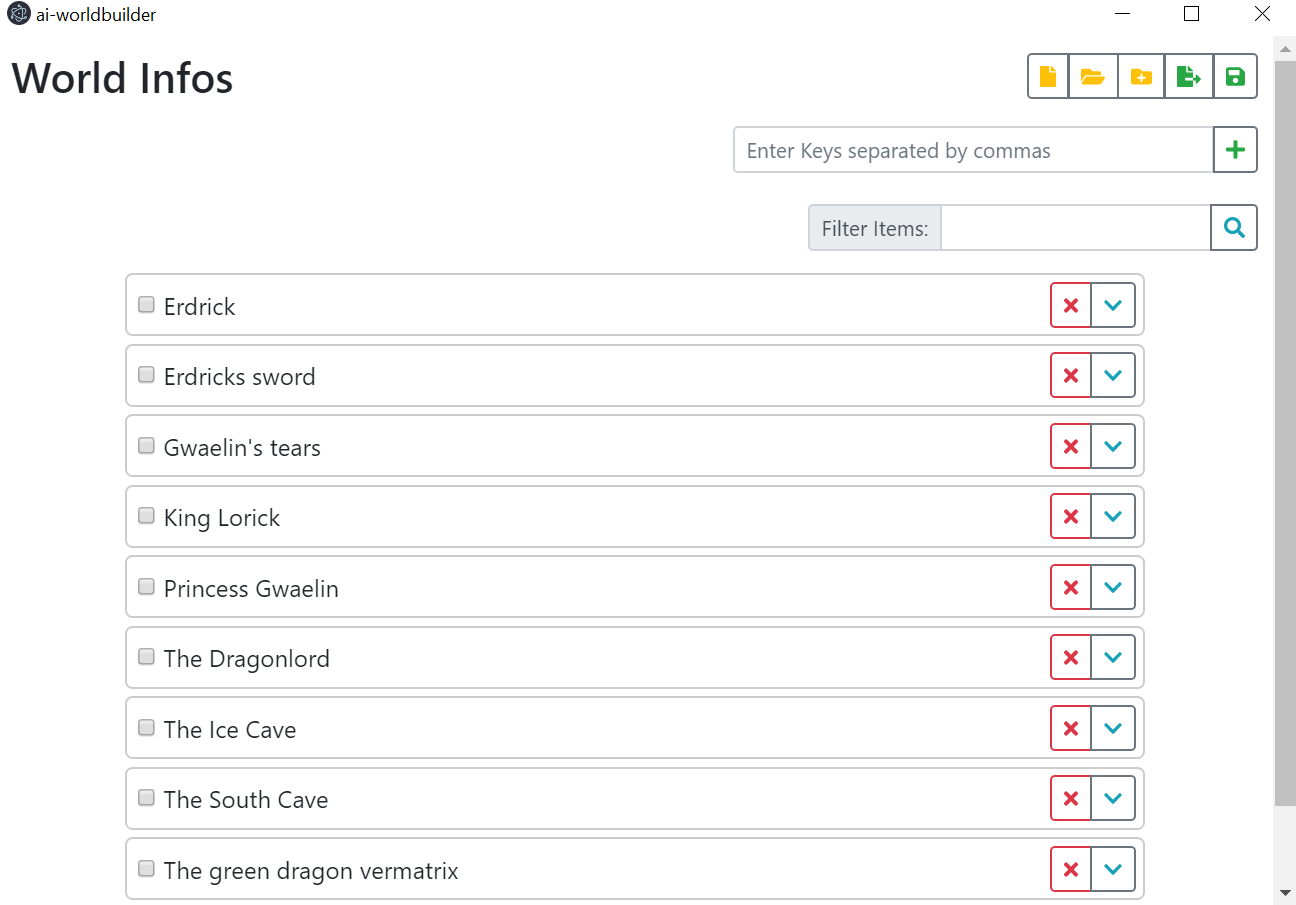 ai-worldbuilder
World Infos
Enter Keys separated by commas
Filter Items:
Erdrick
Erdricks sword
Gwaelin's tears
King Lorick
Princess Gwaelin
The Dragonlord
The Ice Cave
The South Cave
The green dragon vermatrix